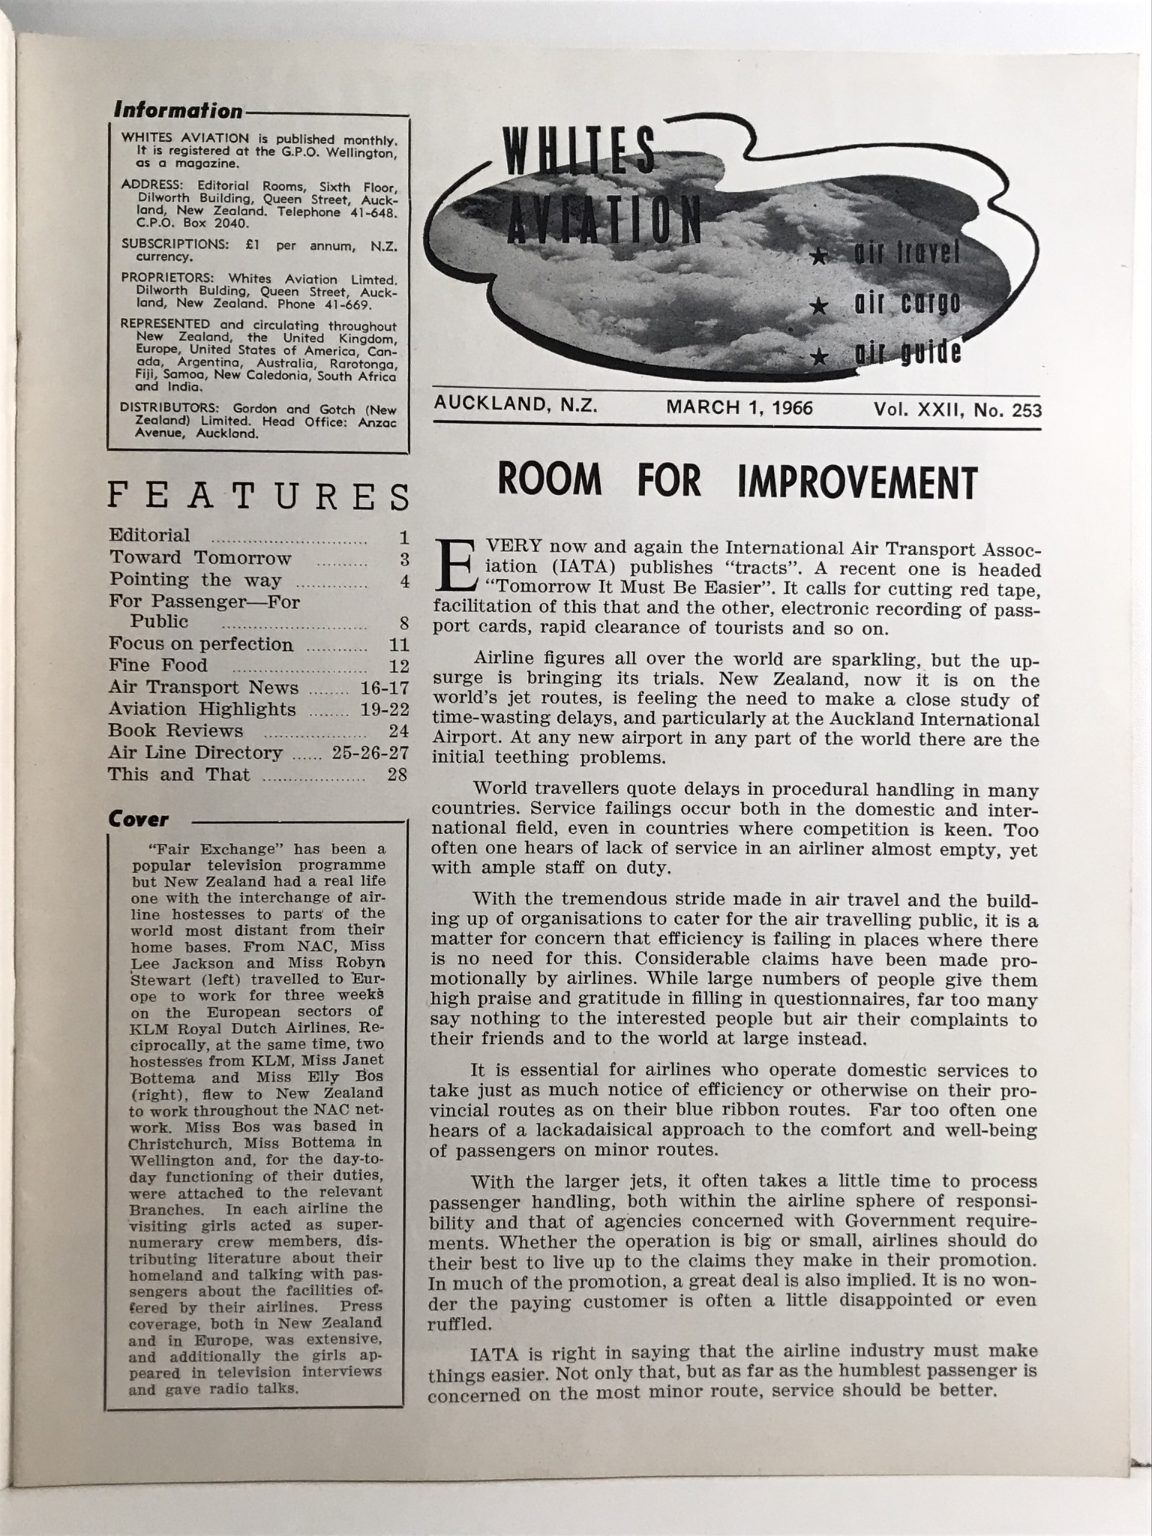 Information
WHITES AVIATION is published monthly.
It is registered at the G.P.O. Wellington,
as a magazine.
ADDRESS: Editorial Rooms, Sixth Floor,
Dilworth Building, Queen Street, Auck-
land, New Zealand. Telephone 41-648.
C.P.O. Box 2040.
SUBSCRIPTIONS: £1 per annum, N.Z.
currency.
PROPRIETORS: Whites Aviation Limted.
Dilworth Bulding, Queen Street, Auck-
land, New Zealand. Phone 41-669.
REPRESENTED and circulating throughout
New Zealand, the United Kingdom,
Europe, United States of America, Can-
ada, Argentina, Australia, Rarotonga,
Fiji, Samoa, New Caledonia, South Africa
and India.
DISTRIBUTORS: Gordon and Gotch (New
Zealand) Limited. Head Office: Anzac
Avenue, Auckland.
FEATURES
Editorial ............................ 1
Toward Tomorrow .......... 3
Pointing the way ............. 4
For Passenger—For
Public .......................... 8
Focus on perfection ........... 11
Fine Food ........................ 12
Air Transport News ....... 16-17
Aviation Highlights ....... 19-22
Book Reviews ................... 24
Air Line Directory ...... 25-26-27
This and That ................... 28
Cover
"Fair Exchange" has been a
popular television programme
but New Zealand had a real life
one with the interchange of air-
line hostesses to parts of the
world most distant from their
home bases. From NAC, Miss
Lee Jackson and Miss Robyn
Stewart (left) travelled to Eur-
ope to work for three weeks
on the European sectors of
KLM Royal Dutch Airlines. Re-
ciprocally, at the same time, two
hostesses from KLM, Miss Janet
Bottema and Miss Elly Bos
(right), flew to New Zealand
to work throughout the NAC net-
work. Miss Bos was based in
Christchurch, Miss Bottema in
Wellington and, for the day-to-
day functioning of their duties,
were attached to the relevant
Branches. In each airline the
visiting girls acted as super-
numerary crew members, dis-
tributing literature about their
homeland and talking with pas-
sengers about the facilities of-
fered by their airlines. Press
coverage, both in New Zealand
and in Europe, was extensive,
and additionally the girls ap-
peared in television interviews
and gave radio talks.
WHITES
AVIATION
★ air travel
★ air cargo
★ air guide
AUCKLAND, N.Z. MARCH 1, 1966 Vol. XXII, No. 253
ROOM FOR IMPROVEMENT
EVERY now and again the International Air Transport Assoc-
iation (IATA) publishes "tracts". A recent one is headed
"Tomorrow It Must Be Easier". It calls for cutting red tape,
facilitation of this that and the other, electronic recording of pass-
port cards, rapid clearance of tourists and so on.
Airline figures all over the world are sparkling, but the up-
surge is bringing its trials. New Zealand, now it is on the
world's jet routes, is feeling the need to make a close study of
time-wasting delays, and particularly at the Auckland International
Airport. At any new airport in any part of the world there are the
initial teething problems.
World travellers quote delays in procedural handling in many
countries. Service failings occur both in the domestic and inter-
national field, even in countries where competition is keen. Too
often one hears of lack of service in an airliner almost empty, yet
with ample staff on duty.
With the tremendous stride made in air travel and the build-
ing up of organisations to cater for the air travelling public, it is a
matter for concern that efficiency is failing in places where there
is no need for this. Considerable claims have been made pro-
motionally by airlines. While large numbers of people give them
high praise and gratitude in filling in questionnaires, far too many
say nothing to the interested people but air their complaints to
their friends and to the world at large instead.
It is essential for airlines who operate domestic services to
take just as much notice of efficiency or otherwise on their pro-
vincial routes as on their blue ribbon routes. Far too often one
hears of a lackadaisical approach to the comfort and well-being
of passengers on minor routes.
With the larger jets, it often takes a little time to process
passenger handling, both within the airline sphere of responsi-
bility and that of agencies concerned with Government require-
ments. Whether the operation is big or small, airlines should do
their best to live up to the claims they make in their promotion.
In much of the promotion, a great deal is also implied. It is no won-
der the paying customer is often a little disappointed or even
ruffled.
IATA is right in saying that the airline industry must make
things easier. Not only that, but as far as the humblest passenger is
concerned on the most minor route, service should be better.